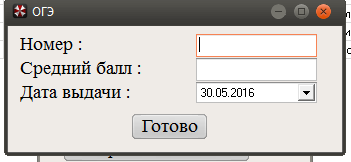 ОГЭ
Номер :
Средний балл :
Дата выдачи : 30.05.2016
Готово